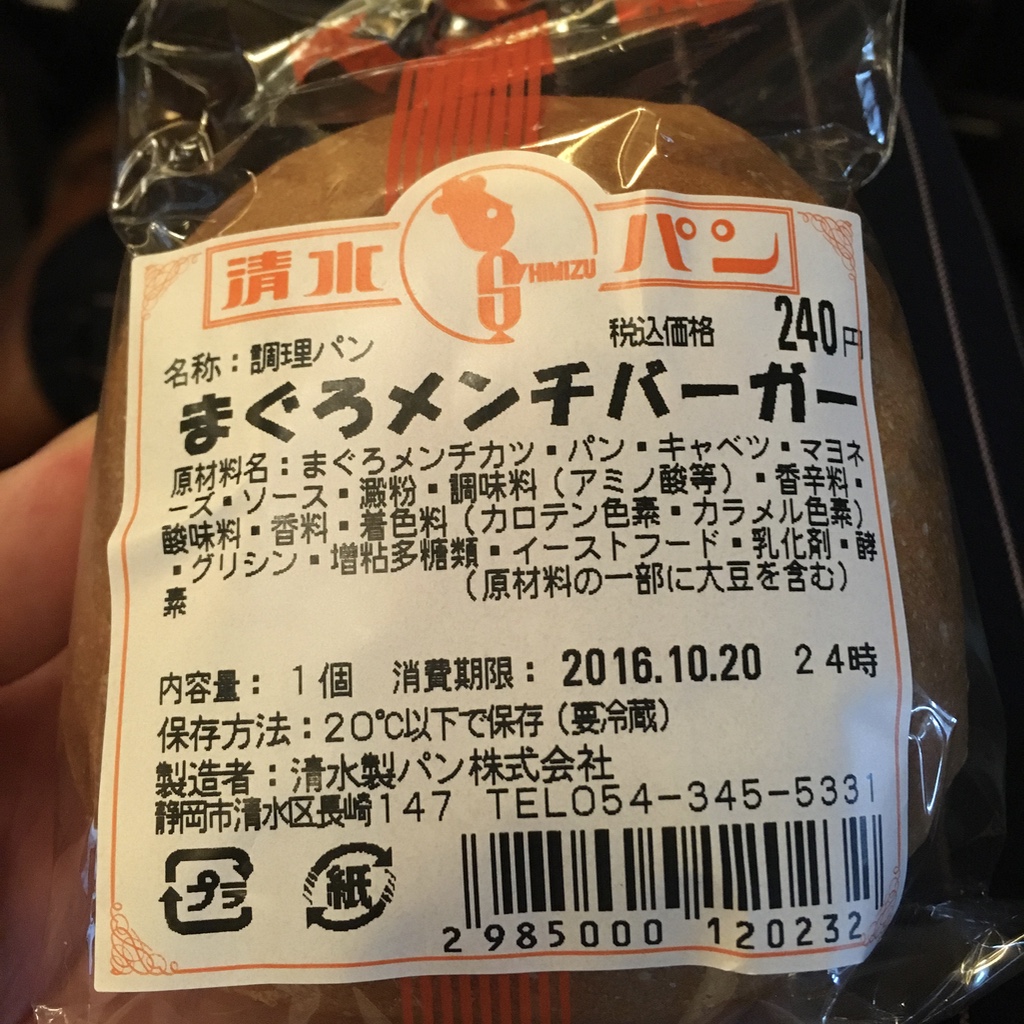 清水 SHIMIZU パン
税込価格 240円
名称：調理パン
まぐろメンチバーガー
原材料名：まぐろメンチカツ・パン・キャベツ・マヨネ
ーズ・ソース・澱粉・調味料（アミノ酸等）・香辛料・
酸味料・香料・着色料（カロテン色素・カラメル色素）
・グリシン・増粘多糖類・イーストフード・乳化剤・酵
素　　（原材料の一部に大豆を含む）
内容量：１個　消費期限：2016.10.20　２４時
保存方法：２０℃以下で保存（要冷蔵）
製造者：清水製パン株式会社
静岡市清水区長崎１４７　ＴＥＬ０５４－３４５－５３３１
プラ 紙
2 985000 120232